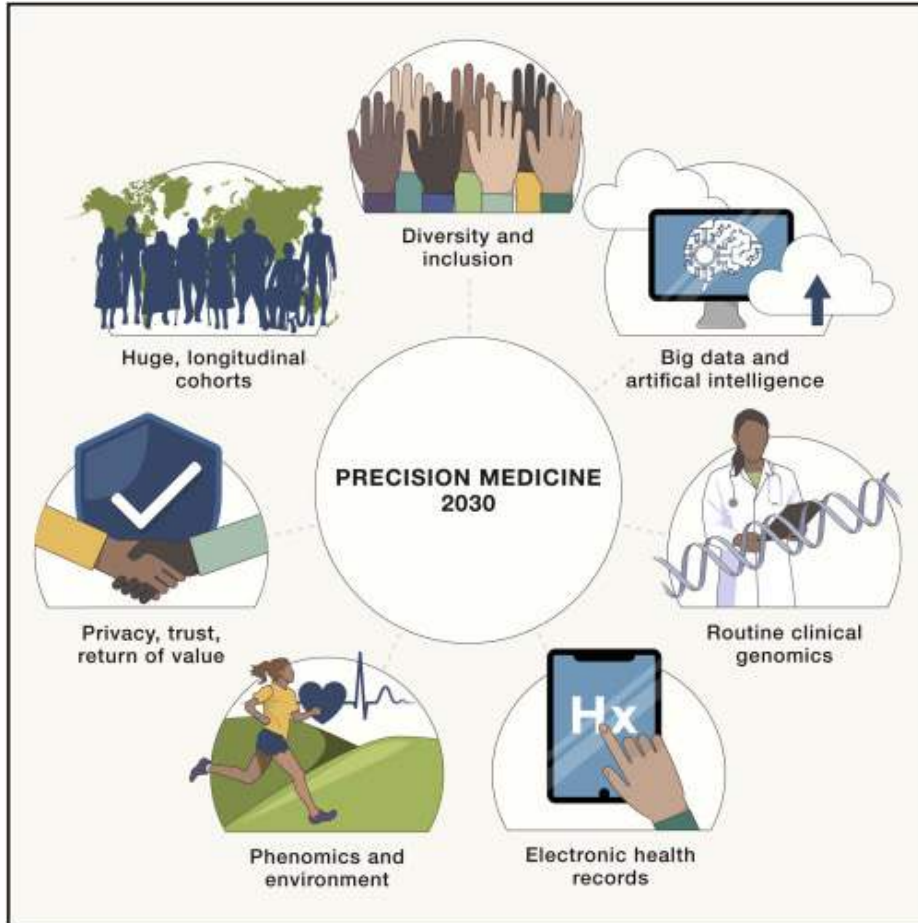 Diversity and
inclusion
Huge, longitudinal
cohorts
Big data and
artifical intelligence
PRECISION MEDICINE
2030
Privacy, trust,
return of value
Routine clinical
genomics
Hx
Phenomics and
environment
Electronic health
records